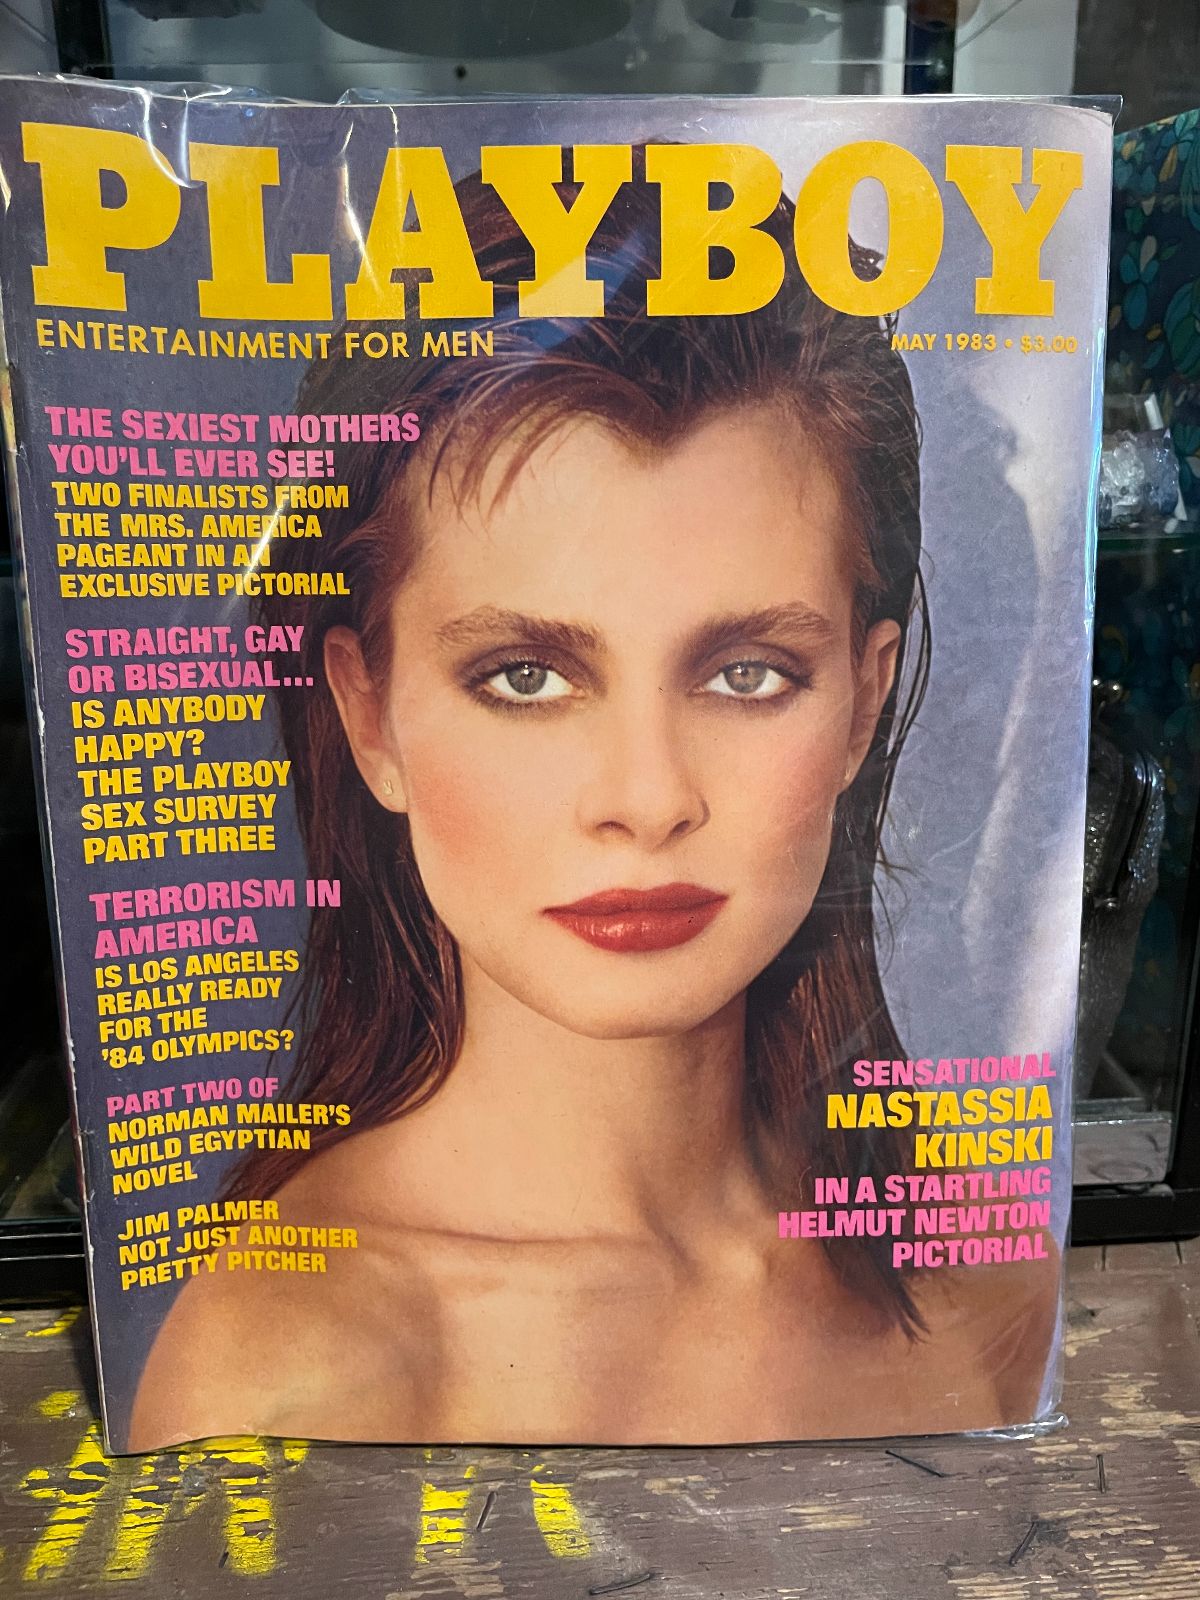 PLAYBOY
ENTERTAINMENT FOR MEN
MAY 1983 • $3.00
THE SEXIEST MOTHERS
YOU'LL EVER SEE!
TWO FINALISTS FROM
THE MRS. AMERICA
PAGEANT IN AN
EXCLUSIVE PICTORIAL
STRAIGHT, GAY
OR BISEXUAL...
IS ANYBODY
HAPPY?
THE PLAYBOY
SEX SURVEY
PART THREE
TERRORISM IN
AMERICA
IS LOS ANGELES
REALLY READY
FOR THE
'84 OLYMPICS?
PART TWO OF
NORMAN MAILER'S
WILD EGYPTIAN
NOVEL
JIM PALMER
NOT JUST ANOTHER
PRETTY PITCHER
SENSATIONAL
NASTASSIA
KINSKI
IN A STARTLING
HELMUT NEWTON
PICTORIAL